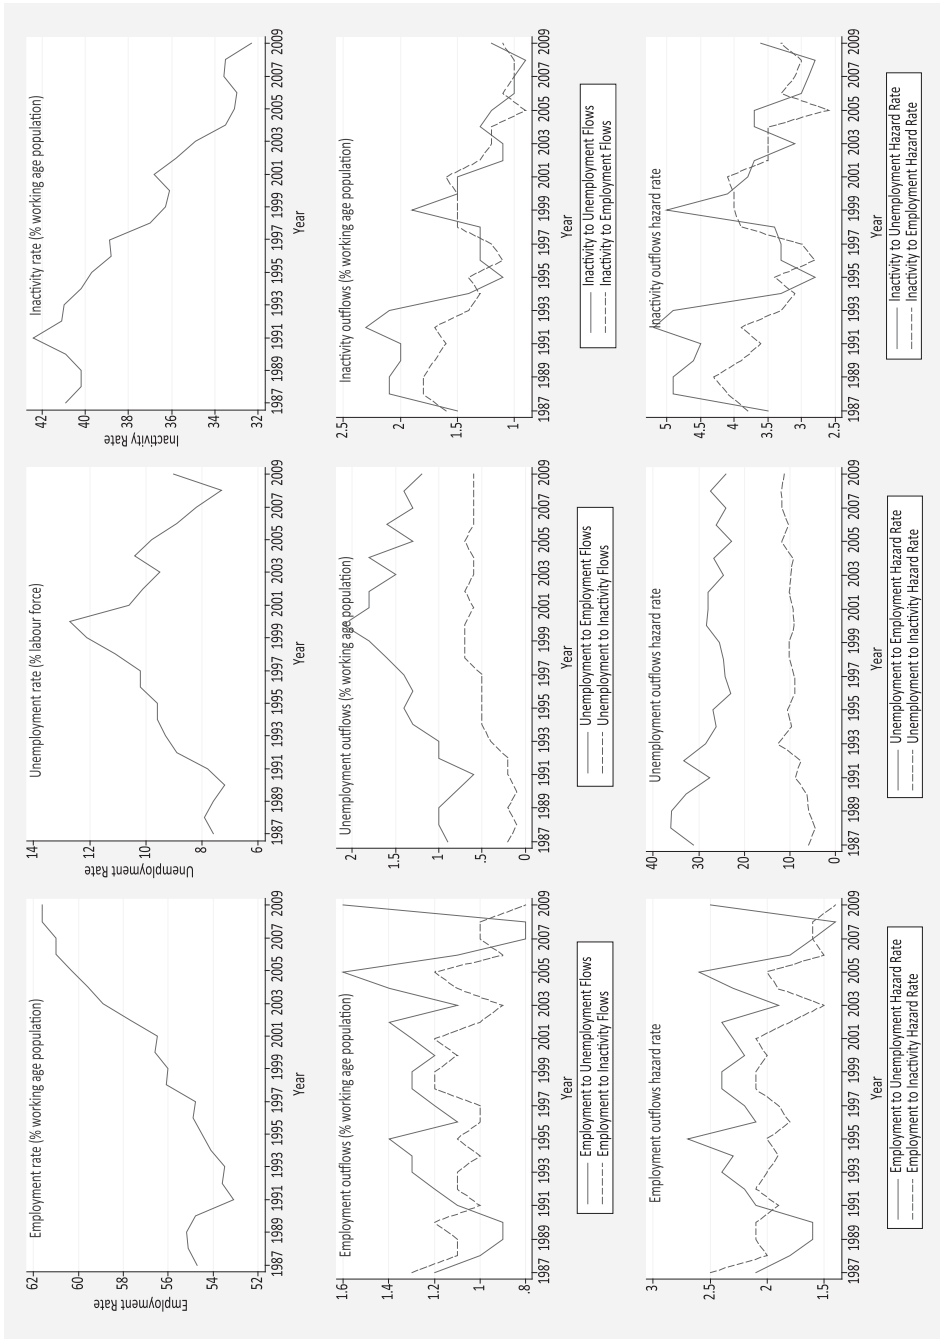 Employment rate (% working age population)
Employment Rate
62
60
58
56
54
52
1987 1989 1991 1993 1995 1997 1999 2001 2003 2005 2007 2009
Year
Unemployment rate (% labour force)
Unemployment Rate
14
12
10
8
6
1987 1989 1991 1993 1995 1997 1999 2001 2003 2005 2007 2009
Year
Inactivity rate (% working age population)
Inactivity Rate
42
40
38
36
34
32
1987 1989 1991 1993 1995 1997 1999 2001 2003 2005 2007 2009
Year
Employment outflows (% working age population)
1.6
1.4
1.2
1
.8
1987 1989 1991 1993 1995 1997 1999 2001 2003 2005 2007 2009
Year
Employment to Unemployment Flows
Employment to Inactivity Flows
Unemployment outflows (% working age population)
2
1.5
1
.5
0
1987 1989 1991 1993 1995 1997 1999 2001 2003 2005 2007 2009
Year
Unemployment to Employment Flows
Unemployment to Inactivity Flows
Inactivity outflows (% working age population)
2.5
2
1.5
1
1987 1989 1991 1993 1995 1997 1999 2001 2003 2005 2007 2009
Year
Inactivity to Unemployment Flows
Inactivity to Employment Flows
Employment outflows hazard rate
3
2.5
2
1.5
1987 1989 1991 1993 1995 1997 1999 2001 2003 2005 2007 2009
Year
Employment to Unemployment Hazard Rate
Employment to Inactivity Hazard Rate
Unemployment outflows hazard rate
40
30
20
10
0
1987 1989 1991 1993 1995 1997 1999 2001 2003 2005 2007 2009
Year
Unemployment to Employment Hazard Rate
Unemployment to Inactivity Hazard Rate
Inactivity outflows hazard rate
5
4.5
4
3.5
3
2.5
1987 1989 1991 1993 1995 1997 1999 2001 2003 2005 2007 2009
Year
Inactivity to Unemployment Hazard Rate
Inactivity to Employment Hazard Rate